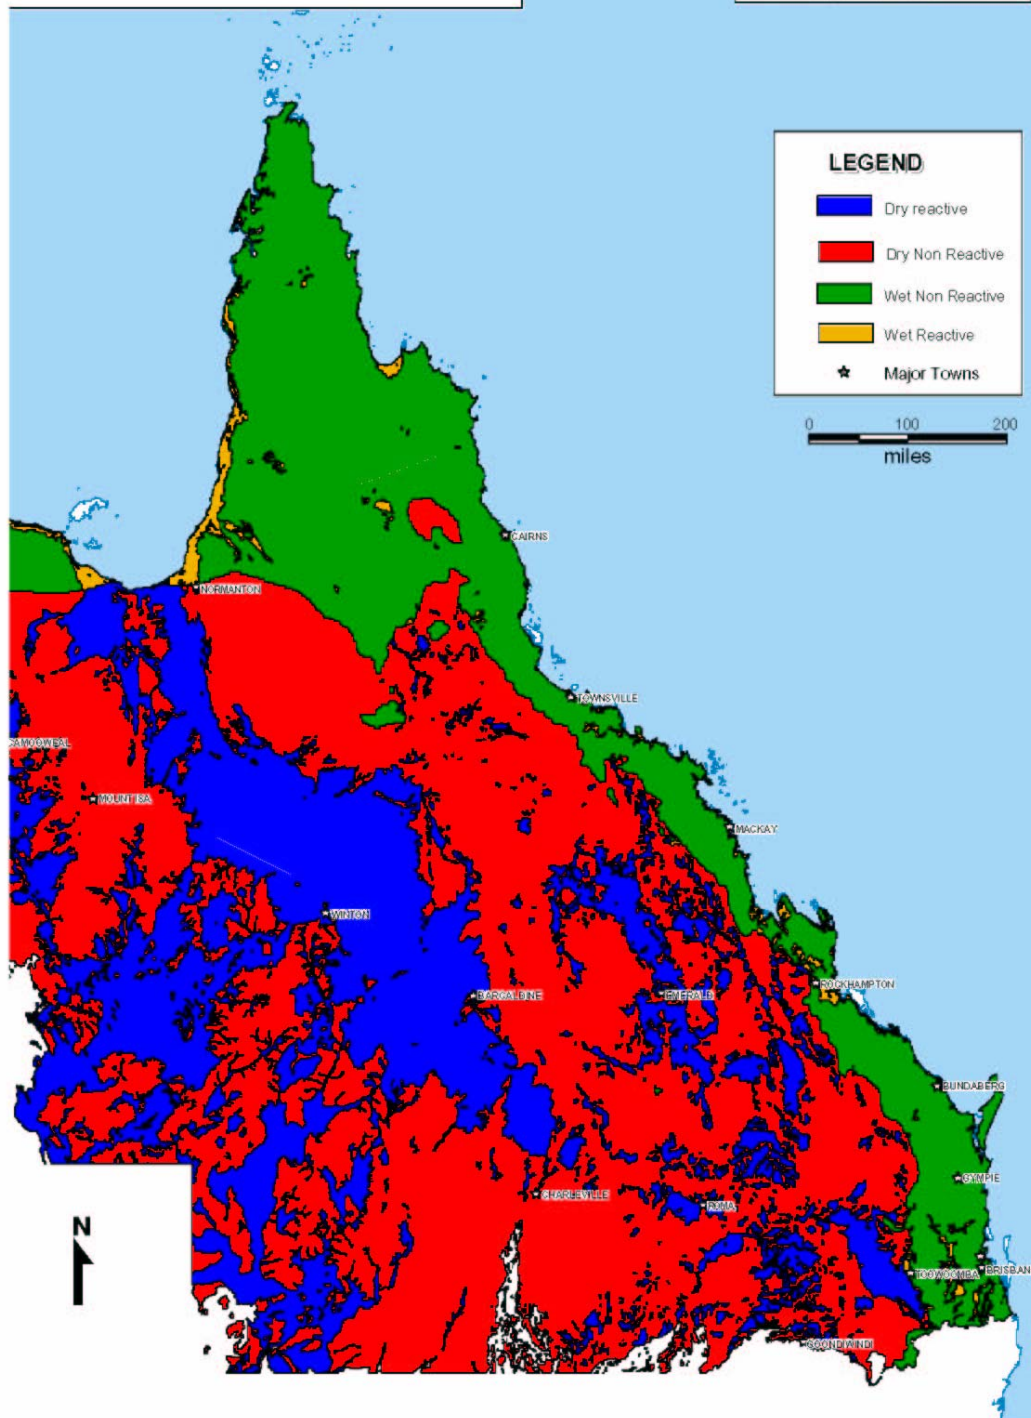 LEGEND
Dry reactive
Dry Non Reactive
Wet Non Reactive
Wet Reactive
Major Towns
0 100 200
miles
CAIRNS
NORMANTON
TOWNSVILLE
CAMOOWEAL
MOUNT ISA
MACKAY
WINTON
ROCKHAMPTON
BARCALDINE
EMERALD
BUNDABERG
GYMPIE
CHARLEVILLE
ROMA
N
BRISBAN
TOOWOOMBA
GOONDIWINDI